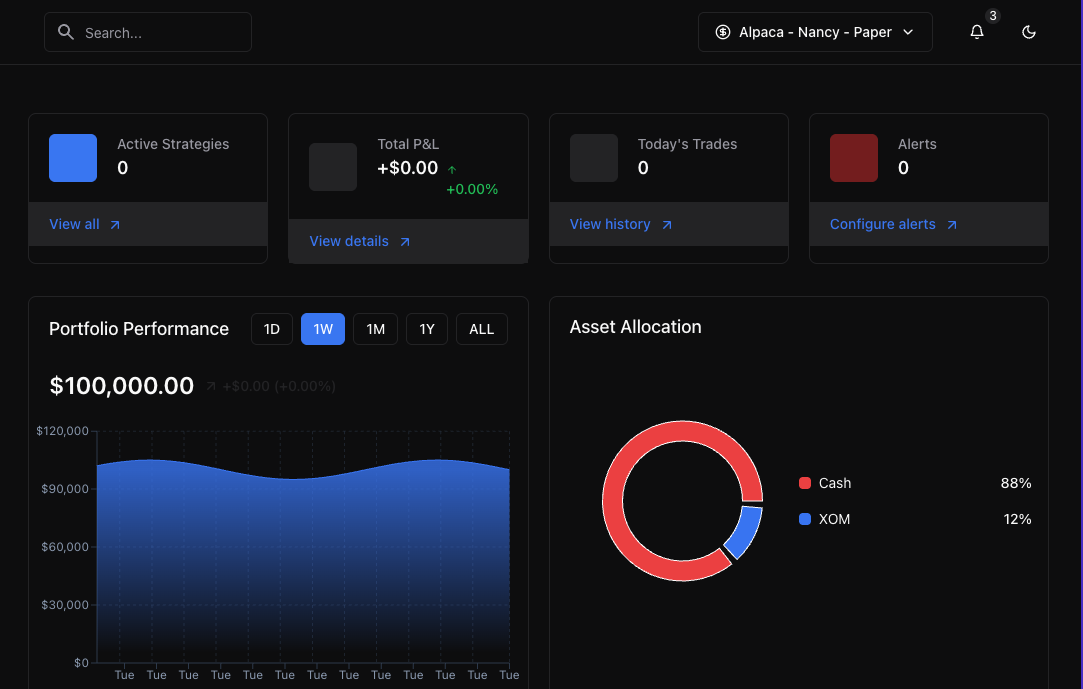 Search...
Alpaca - Nancy - Paper
3
Active Strategies
0
View all
Total P&L
+$0.00
+0.00%
View details
Today's Trades
0
View history
Alerts
0
Configure alerts
Portfolio Performance
1D 1W 1M 1Y ALL
$100,000.00 +$0.00 (+0.00%)
$120,000
$90,000
$60,000
$30,000
$0
Tue Tue Tue Tue Tue Tue Tue Tue Tue Tue Tue Tue Tue
Asset Allocation
Cash 88%
XOM 12%